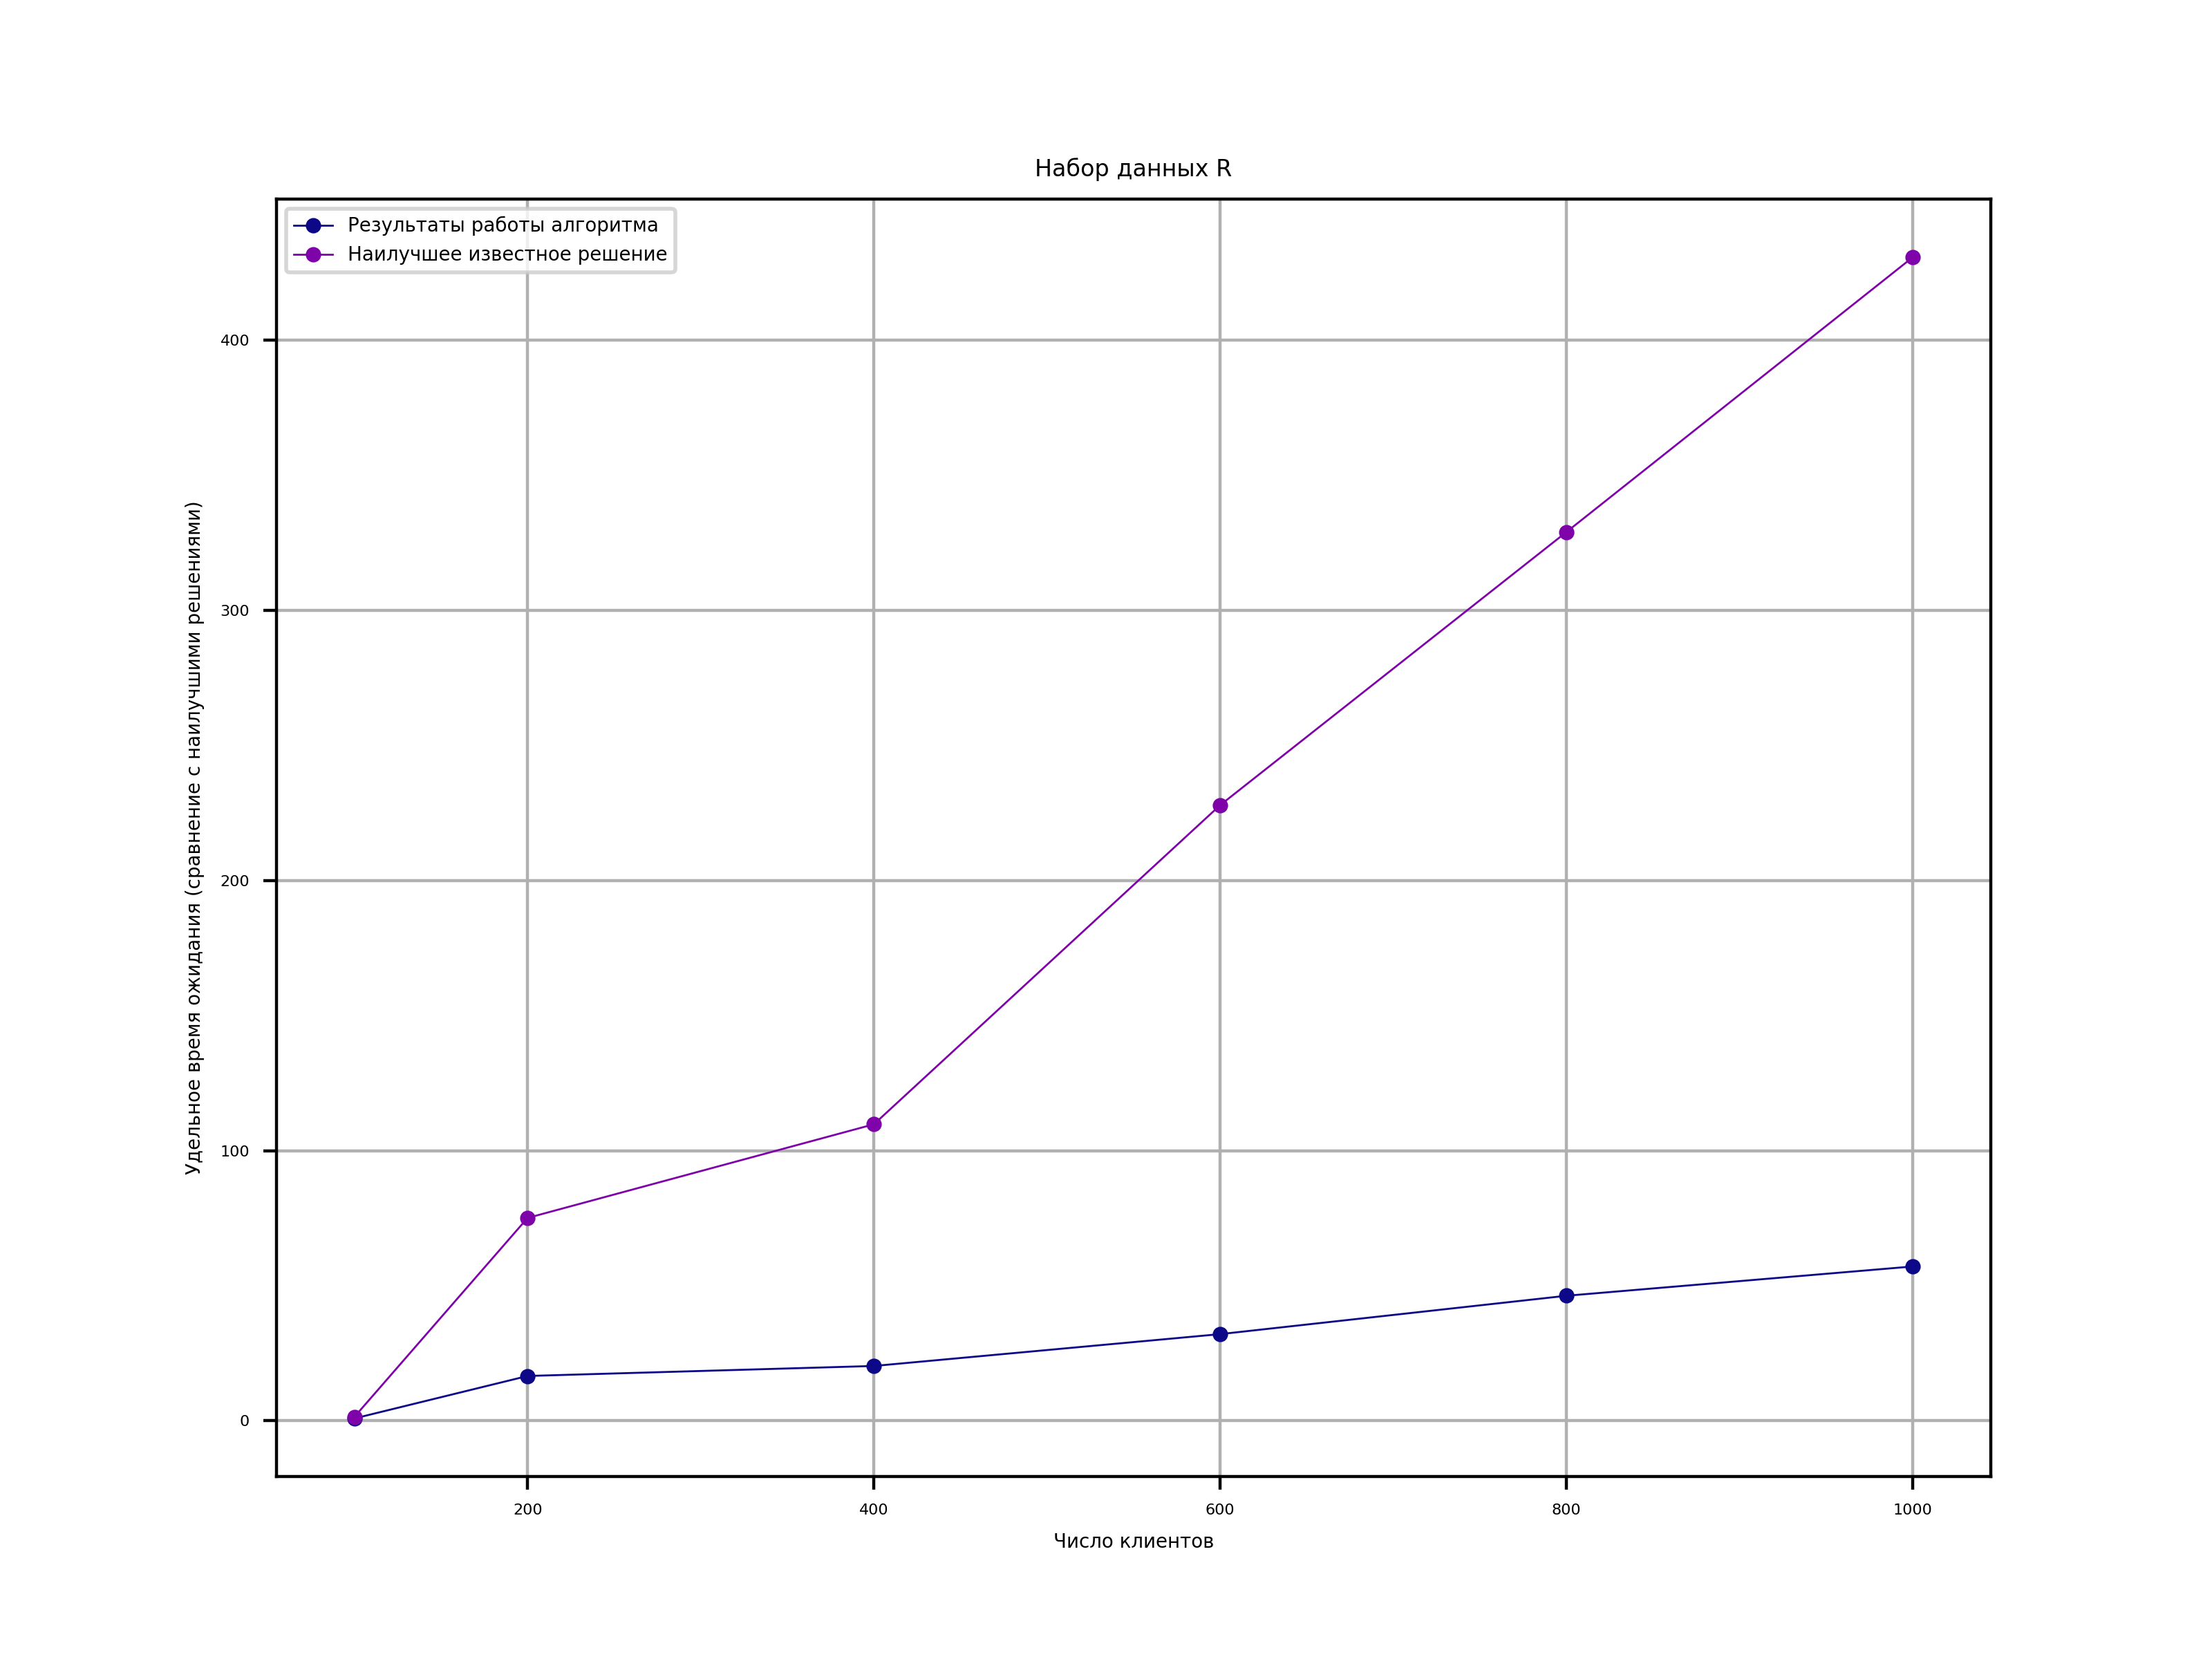 Набор данных R
Результаты работы алгоритма
Наилучшее известное решение
Удельное время ожидания (сравнение с наилучшими решениями)
400
300
200
100
0
200
400
600
800
1000
Число клиентов